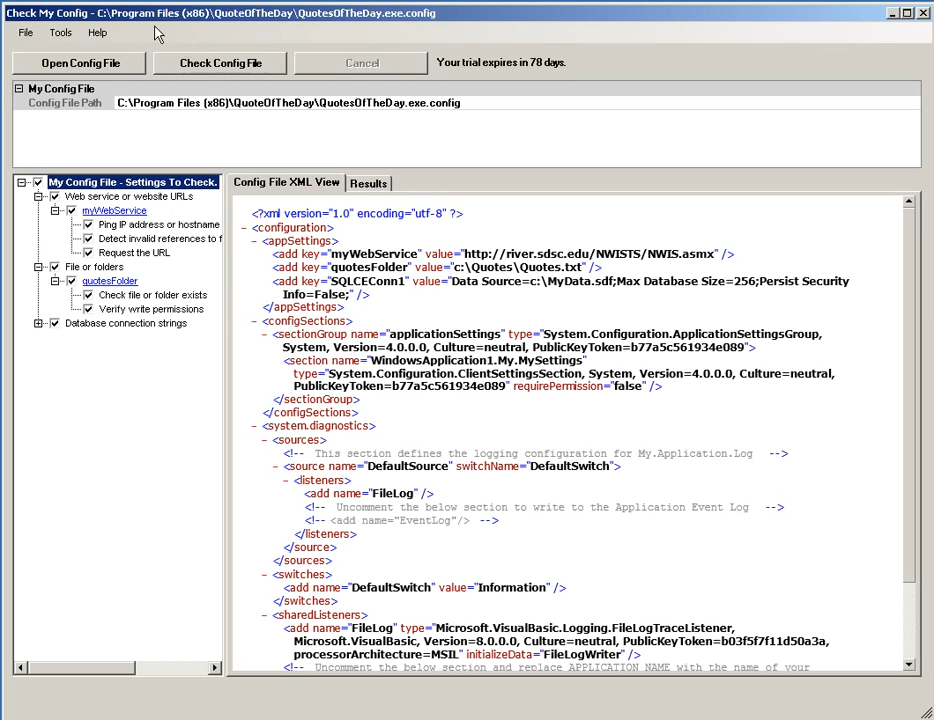 Check My Config - C:\Program Files (x86)\QuoteOfTheDay\QuotesOfTheDay.exe.config
File Tools Help
Open Config File Check Config File Cancel Your trial expires in 78 days.
My Config File
Config File Path C:\Program Files (x86)\QuoteOfTheDay\QuotesOfTheDay.exe.config
My Config File - Settings To Check.
Web service or website URLs
myWebService
Ping IP address or hostname
Detect invalid references to f
Request the URL
File or folders
quotesFolder
Check file or folder exists
Verify write permissions
Database connection strings
Config File XML View Results
<?xml version="1.0" encoding="utf-8" ?>
- <configuration>
- <appSettings>
<add key="myWebService" value="http://river.sdsc.edu/NWISTS/NWIS.asmx" />
<add key="quotesFolder" value="c:\Quotes\Quotes.txt" />
<add key="SQLCEConn1" value="Data Source=c:\MyData.sdf;Max Database Size=256;Persist Security
Info=False;" />
</appSettings>
- <configSections>
- <sectionGroup name="applicationSettings" type="System.Configuration.ApplicationSettingsGroup,
System, Version=4.0.0.0, Culture=neutral, PublicKeyToken=b77a5c561934e089">
<section name="WindowsApplication1.My.MySettings"
type="System.Configuration.ClientSettingsSection, System, Version=4.0.0.0, Culture=neutral,
PublicKeyToken=b77a5c561934e089" requirePermission="false" />
</sectionGroup>
</configSections>
- <system.diagnostics>
- <sources>
<!-- This section defines the logging configuration for My.Application.Log -->
- <source name="DefaultSource" switchName="DefaultSwitch">
- <listeners>
<add name="FileLog" />
<!-- Uncomment the below section to write to the Application Event Log -->
<!-- <add name="EventLog"/> -->
</listeners>
</source>
</sources>
- <switches>
<add name="DefaultSwitch" value="Information" />
</switches>
- <sharedListeners>
<add name="FileLog" type="Microsoft.VisualBasic.Logging.FileLogTraceListener,
Microsoft.VisualBasic, Version=8.0.0.0, Culture=neutral, PublicKeyToken=b03f5f7f11d50a3a,
processorArchitecture=MSIL" initializeData="FileLogWriter" />
<!-- Uncomment the below section and replace APPLICATION_NAME with the name of your